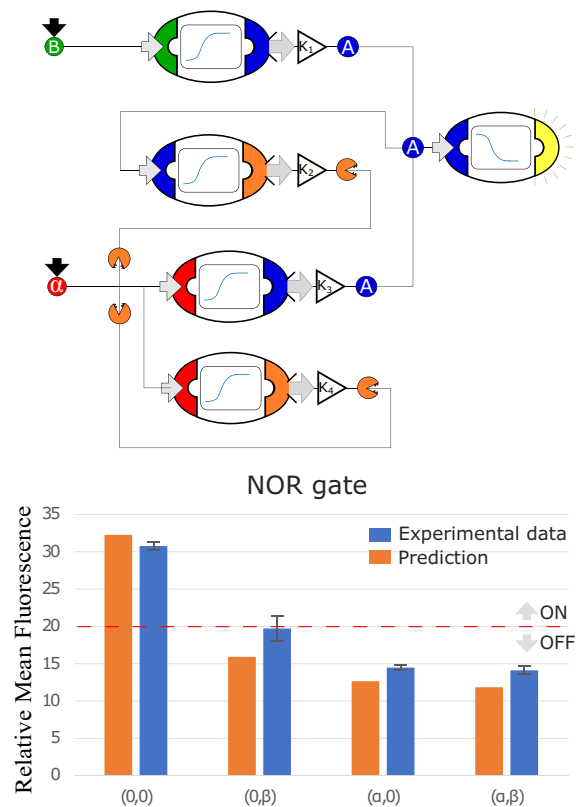 B
K1
A
K2
A
α
K3
A
K4
NOR gate
Relative Mean Fluorescence
35
30
25
20
15
10
5
0
Experimental data
Prediction
ON
OFF
(0,0)
(0,β)
(α,0)
(α,β)